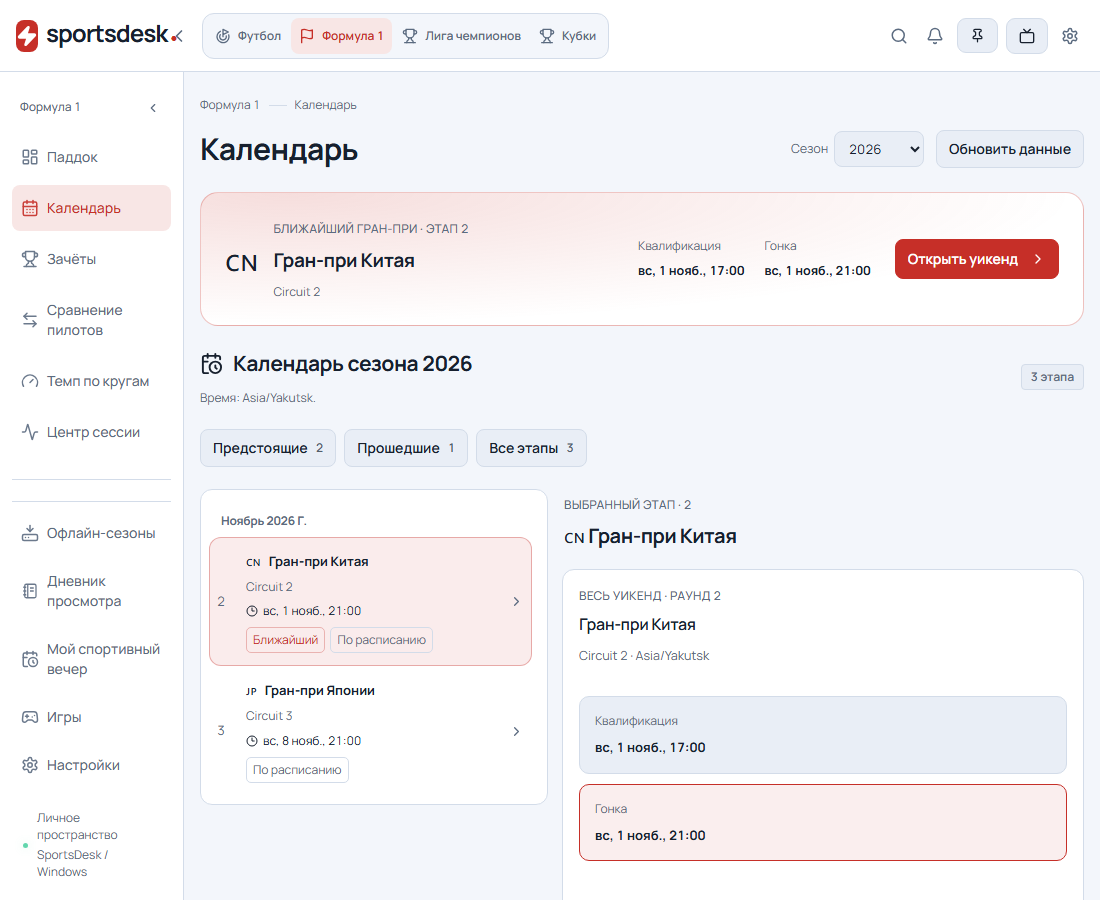 sportsdesk
Футбол
Формула 1
Лига чемпионов
Кубки
Формула 1
Паддок
Календарь
Зачёты
Сравнение
пилотов
Темп по кругам
Центр сессии
Офлайн-сезоны
Дневник
просмотра
Мой спортивный
вечер
Игры
Настройки
Личное
пространство
SportsDesk /
Windows
Формула 1 — Календарь
Календарь
Сезон
2026
Обновить данные
БЛИЖАЙШИЙ ГРАН-ПРИ · ЭТАП 2
CN
Гран-при Китая
Circuit 2
Квалификация
вс, 1 нояб., 17:00
Гонка
вс, 1 нояб., 21:00
Открыть уикенд
Календарь сезона 2026
Время: Asia/Yakutsk.
3 этапа
Предстоящие 2
Прошедшие 1
Все этапы 3
Ноябрь 2026 Г.
2
CN Гран-при Китая
Circuit 2
вс, 1 нояб., 21:00
Ближайший
По расписанию
3
JP Гран-при Японии
Circuit 3
вс, 8 нояб., 21:00
По расписанию
ВЫБРАННЫЙ ЭТАП · 2
CN Гран-при Китая
ВЕСЬ УИКЕНД · РАУНД 2
Гран-при Китая
Circuit 2 · Asia/Yakutsk
Квалификация
вс, 1 нояб., 17:00
Гонка
вс, 1 нояб., 21:00